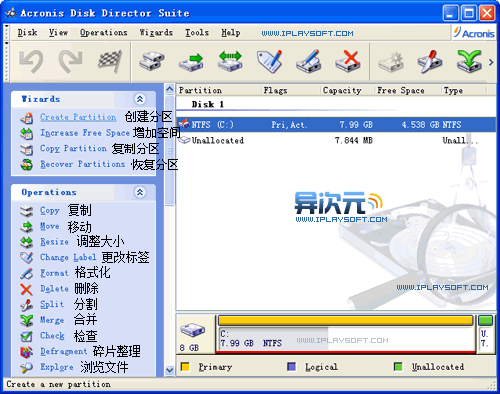 Acronis Disk Director Suite
Disk View Operations Wizards Tools Help WWW.IPLAYSOFT.COM Acronis
Wizards
Create Partition 创建分区
Increase Free Space 增加空间
Copy Partition 复制分区
Recover Partitions 恢复分区
Operations
Copy 复制
Move 移动
Resize 调整大小
Change Label 更改标签
Format 格式化
Delete 删除
Split 分割
Merge 合并
Check 检查
Defragment 碎片整理
Explore 浏览文件
Partition Flags Capacity Free Space Type
Disk 1
NTFS (C:) Pri,Act. 7.99 GB 4.538 GB NTFS
Unallocated 7.844 MB Unall...
异次元
WWW.IPLAYSOFT.COM
WWW.IPLAYSOFT.COM
8 GB
C:
7.99 GB NTFS
WWW.IPLAYSOFT.COM
U.
7.
Primary Logical Unallocated
Create a new partition